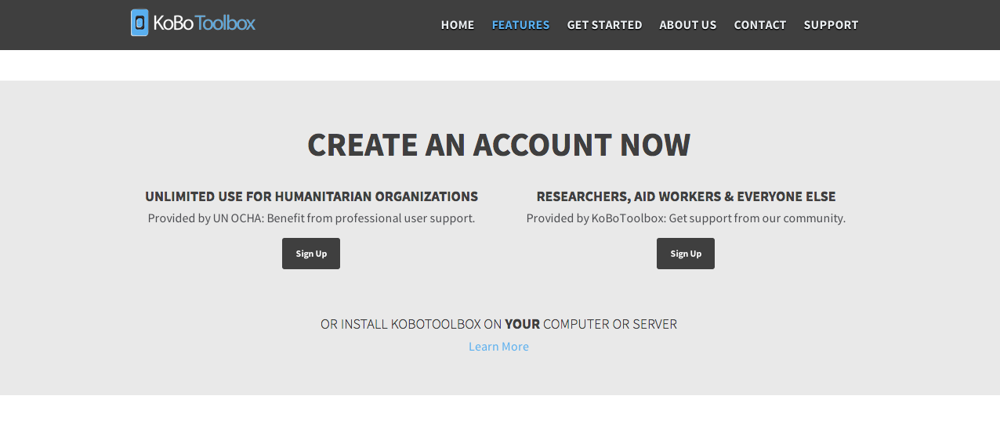 KoBo Toolbox
HOME FEATURES GET STARTED ABOUT US CONTACT SUPPORT
CREATE AN ACCOUNT NOW
UNLIMITED USE FOR HUMANITARIAN ORGANIZATIONS
Provided by UN OCHA: Benefit from professional user support.
Sign Up
RESEARCHERS, AID WORKERS & EVERYONE ELSE
Provided by KoBoToolbox: Get support from our community.
Sign Up
OR INSTALL KOBOTOOLBOX ON YOUR COMPUTER OR SERVER
Learn More